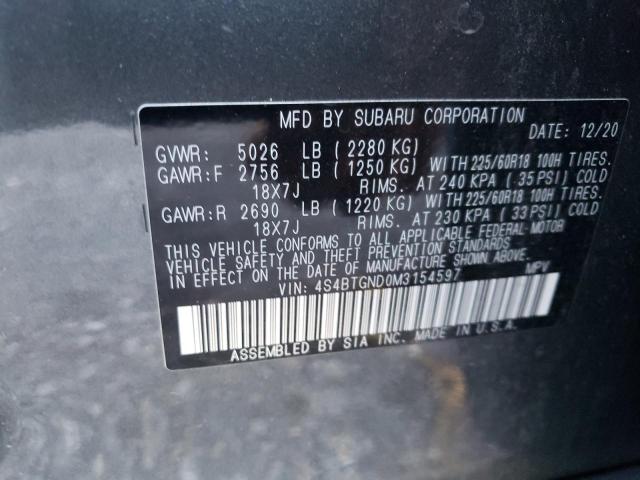 MFD BY SUBARU CORPORATION
DATE: 12/20
GVWR: 5026 LB (2280 KG)
GAWR:F 2756 LB (1250 KG) WITH 225/60R18 100H TIRES.
18X7J RIMS. AT 240 KPA (35 PSI) COLD
GAWR:R 2690 LB (1220 KG) WITH 225/60R18 100H TIRES.
18X7J RIMS. AT 230 KPA (33 PSI) COLD
THIS VEHICLE CONFORMS TO ALL APPLICABLE FEDERAL MOTOR
VEHICLE SAFETY AND THEFT PREVENTION STANDARDS
IN EFFECT ON THE DATE OF MANUFACTURE SHOWN ABOVE.
VIN: 4S4BTGND0M3154597 MPV
ASSEMBLED BY SIA INC. MADE IN U.S.A.